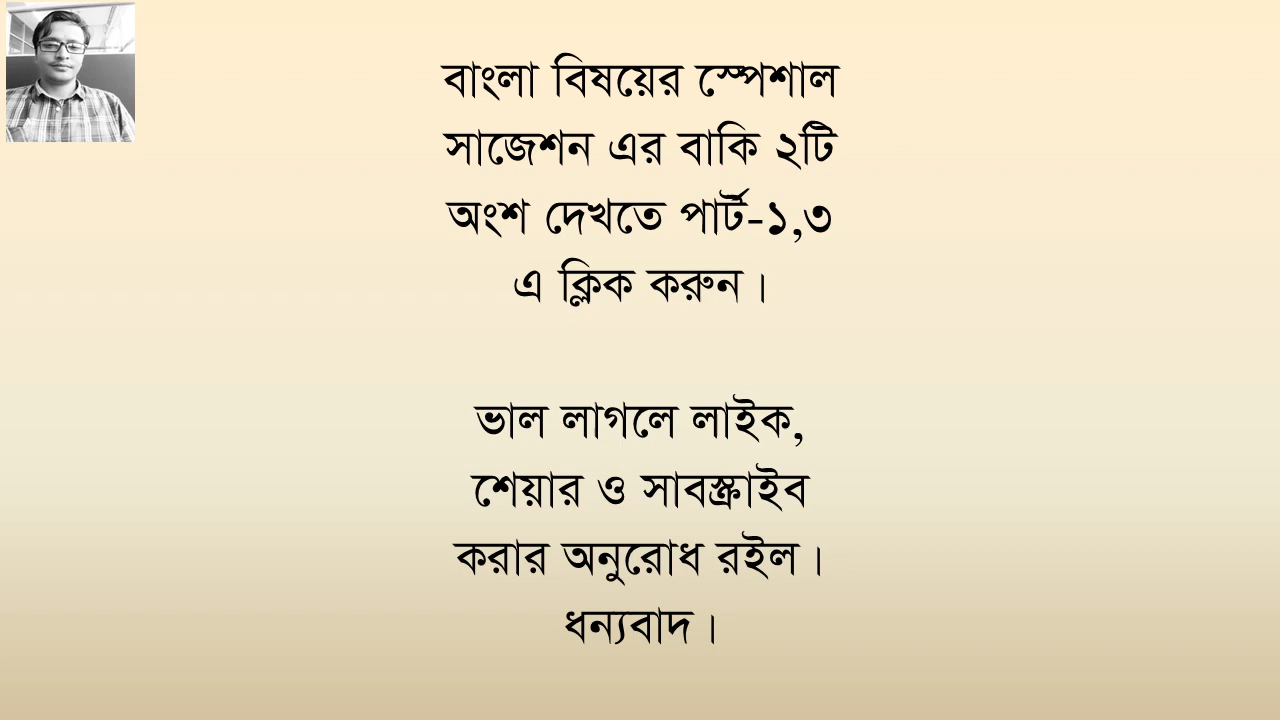 বাংলা বিষয়ের স্পেশাল
সাজেশন এর বাকি ২টি
অংশ দেখতে পার্ট-১,৩
এ ক্লিক করুন।
ভাল লাগলে লাইক,
শেয়ার ও সাবস্ক্রাইব
করার অনুরোধ রইল।
ধন্যবাদ।